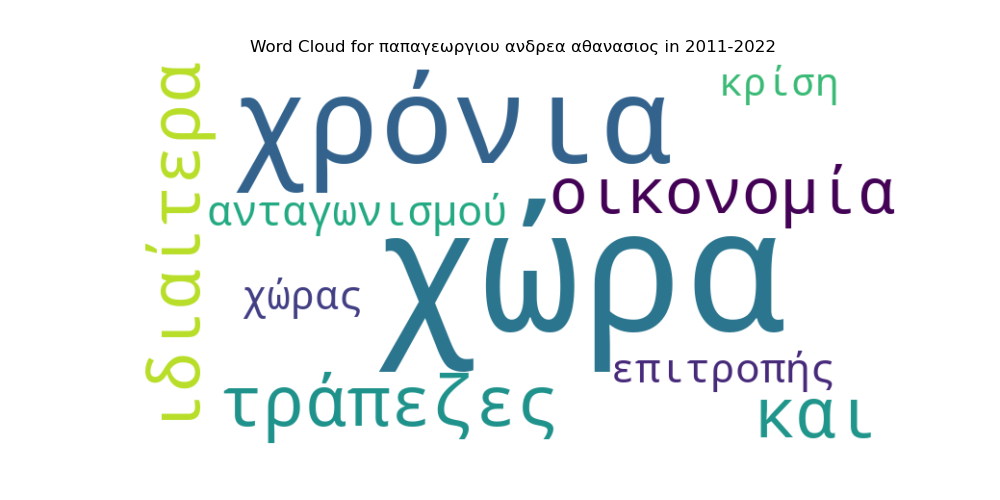 Word Cloud for παπαγεωργιου ανδρεα αθανασιος in 2011-2022
ιδιαίτερα
χρόνια
κρίση
οικονομία
ανταγωνισμού
χώρα
χώρας
επιτροπής
τράπεζες
και